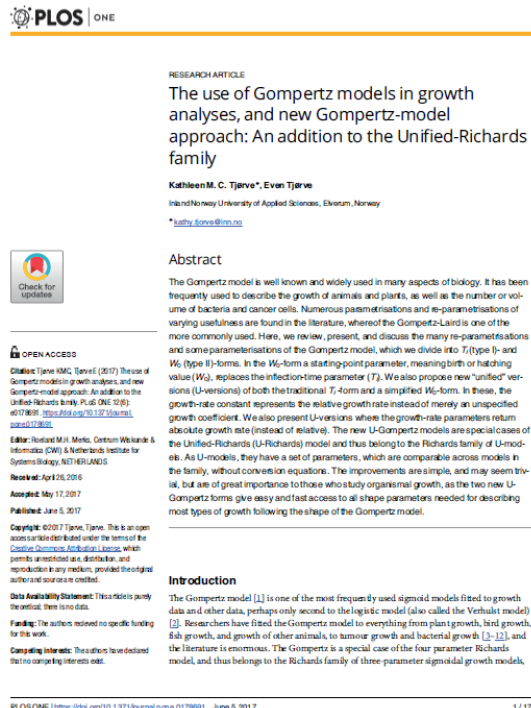 PLOS | ONE
RESEARCH ARTICLE
The use of Gompertz models in growth
analyses, and new Gompertz-model
approach: An addition to the Unified-Richards
family
Kathleen M. C. Tjørve*, Even Tjørve
Inland Norway University of Applied Sciences, Elverum, Norway
* kathy.tjorve@inn.no
Abstract
The Gompertz model is well known and widely used in many aspects of biology. It has been
frequently used to describe the growth of animals and plants, as well as the number or vol-
ume of bacteria and cancer cells. Numerous parametrisations and re-parametrisations of
varying usefulness are found in the literature, whereof the Gompertz-Laird is one of the
more commonly used. Here, we review, present, and discuss the many re-parametrisations
and some parameterisations of the Gompertz model, which we divide into Ti (type I)- and
W0 (type II)-forms. In the W0-form a starting-point parameter, meaning birth or hatching
value (W0), replaces the inflection-time parameter (Ti). We also propose new "unified" ver-
sions (U-versions) of both the traditional Ti-form and a simplified W0-form. In these, the
growth-rate constant represents the relative growth rate instead of merely an unspecified
growth coefficient. We also present U-versions where the growth-rate parameters return
absolute growth rate (instead of relative). The new U-Gompertz models are special cases of
the Unified-Richards (U-Richards) model and thus belong to the Richards family of U-mod-
els. As U-models, they have a set of parameters, which are comparable across models in
the family, without conversion equations. The improvements are simple, and may seem triv-
ial, but are of great importance to those who study organismal growth, as the two new U-
Gompertz forms give easy and fast access to all shape parameters needed for describing
most types of growth following the shape of the Gompertz model.
Check for
updates
OPEN ACCESS
Citation: Tjørve KMC, Tjørve E (2017) The use of
Gompertz models in growth analyses, and new
Gompertz-model approach: An addition to the
Unified-Richards family. PLoS ONE 12(6):
e0178691. https://doi.org/10.1371/journal.
pone.0178691
Editor: Roeland M.H. Merks, Centrum Wiskunde &
Informatica (CWI) & Netherlands Institute for
Systems Biology, NETHERLANDS
Received: April 26, 2016
Accepted: May 17, 2017
Published: June 5, 2017
Copyright: © 2017 Tjørve, Tjørve. This is an open
access article distributed under the terms of the
Creative Commons Attribution License, which
permits unrestricted use, distribution, and
reproduction in any medium, provided the original
author and source are credited.
Data Availability Statement: This article is purely
theoretical; there is no data.
Funding: The authors recieved no specific funding
for this work.
Competing interests: The authors have declared
that no competing interests exist.
Introduction
The Gompertz model [1] is one of the most frequently used sigmoid models fitted to growth
data and other data, perhaps only second to the logistic model (also called the Verhulst model)
[2]. Researchers have fitted the Gompertz model to everything from plant growth, bird growth,
fish growth, and growth of other animals, to tumour growth and bacterial growth [3–12], and
the literature is enormous. The Gompertz is a special case of the four parameter Richards
model, and thus belongs to the Richards family of three-parameter sigmoidal growth models,
PLOS ONE | https://doi.org/10.1371/journal.pone.0178691 June 5, 2017
1 / 17